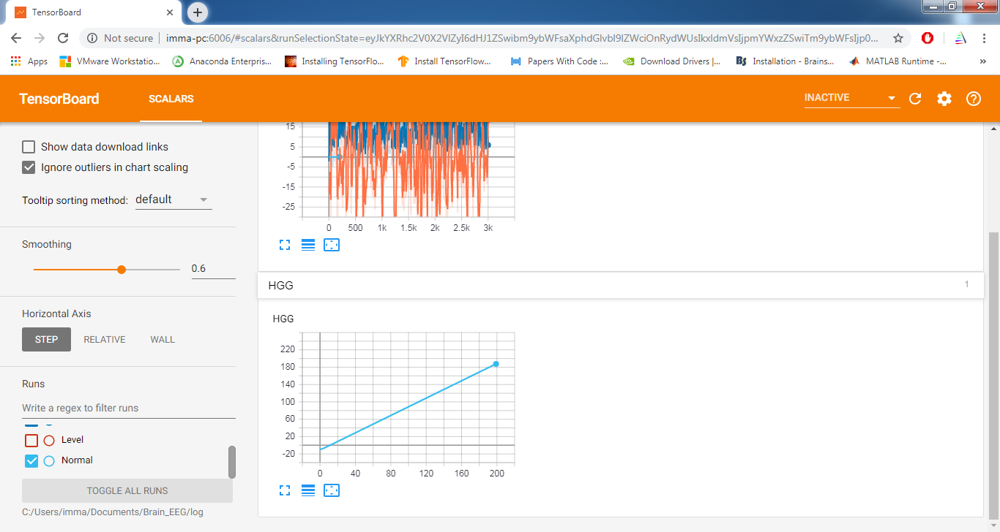 TensorBoard
Not secure | imma-pc:6006/#scalars&runSelectionState=eyJkYXRhc2V0X2VlZyI6dHJ1ZSwibm9ybWFsaXphdGlvbl9lZWciOnRydWUsIkxldmVsIjpmYWxzZSwiTm9ybWFsIjp0...
Apps VMware Workstatio... Anaconda Enterpris... Installing TensorFlo... Install TensorFlow... Papers With Code :... Download Drivers |... Installation - Brains... MATLAB Runtime -... »
TensorBoard SCALARS INACTIVE
Show data download links
Ignore outliers in chart scaling
Tooltip sorting method: default
Smoothing
0.6
Horizontal Axis
STEP RELATIVE WALL
Runs
Write a regex to filter runs
Level
Normal
TOGGLE ALL RUNS
C:/Users/imma/Documents/Brain_EEG/log
15
5
-5
-15
-25
0 500 1k 1.5k 2k 2.5k 3k
HGG 1
HGG
220
180
140
100
60
20
-20
0 40 80 120 160 200